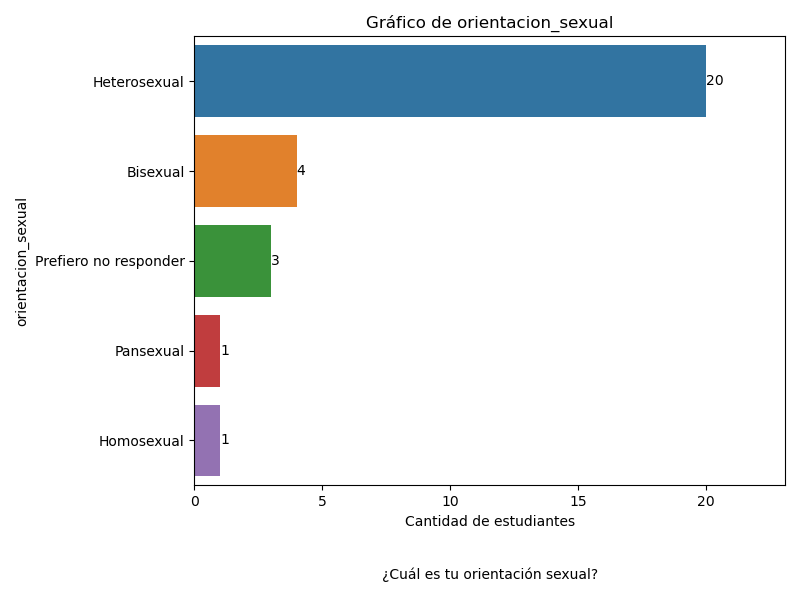 Gráfico de orientacion_sexual
orientacion_sexual
Heterosexual
20
Bisexual
4
Prefiero no responder
3
Pansexual
1
Homosexual
1
0 5 10 15 20
Cantidad de estudiantes
¿Cuál es tu orientación sexual?